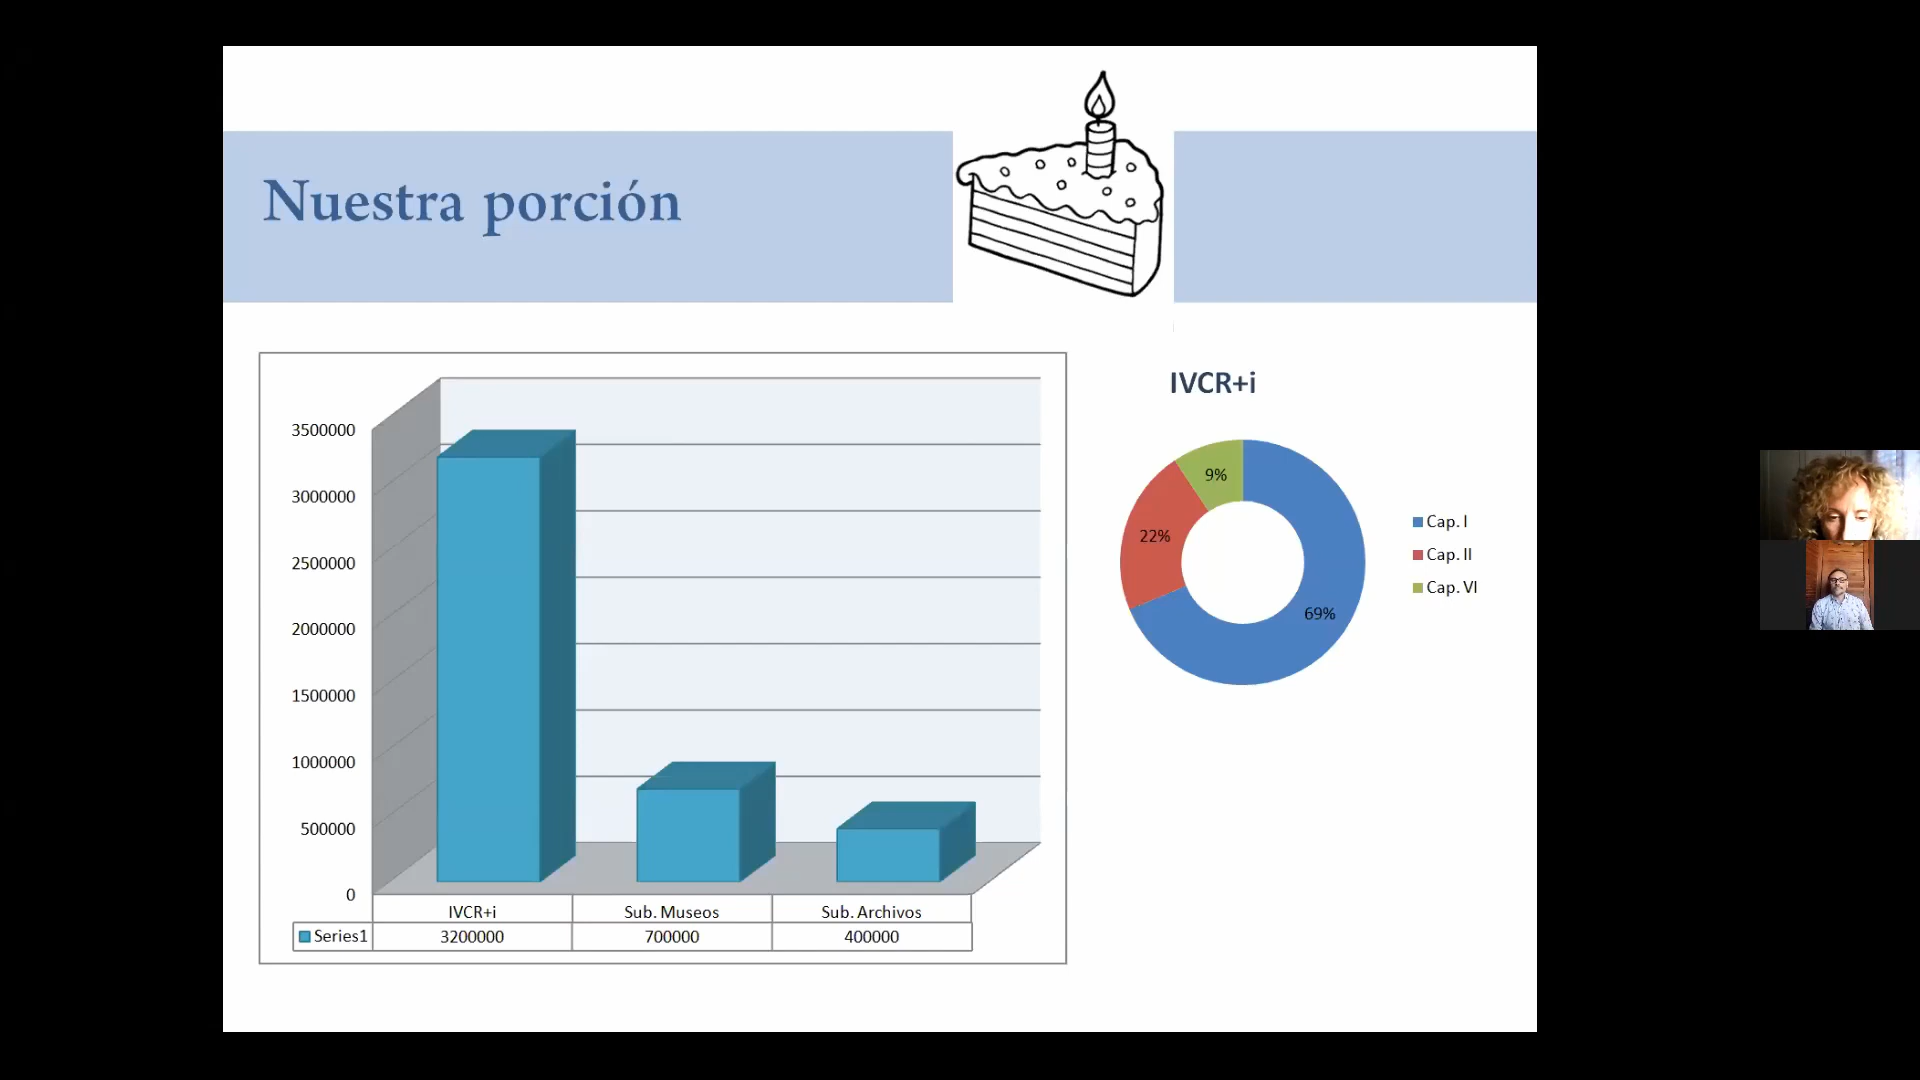 Nuestra porción
3500000
3000000
2500000
2000000
1500000
1000000
500000
0
IVCR+i Sub. Museos Sub. Archivos
Series1 3200000 700000 400000
IVCR+i
9%
22%
69%
Cap. I
Cap. II
Cap. VI